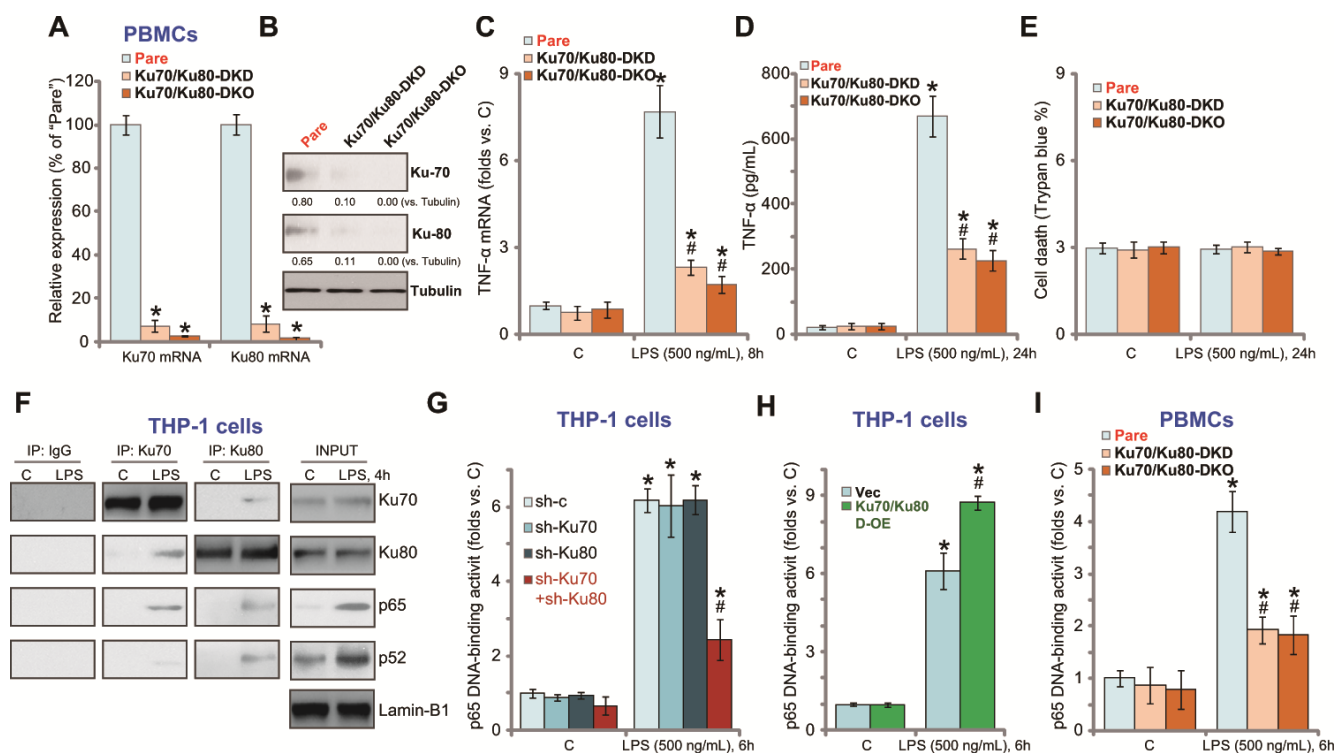 A
PBMCs
Pare
Ku70/Ku80-DKD
Ku70/Ku80-DKO
Relative expression (% of "Pare")
120
100
80
60
40
20
0
*
*
*
*
Ku70 mRNA
Ku80 mRNA
B
Pare
Ku70/Ku80-DKD
Ku70/Ku80-DKO
Ku-70
0.80 0.10 0.00 (vs. Tubulin)
Ku-80
0.65 0.11 0.00 (vs. Tubulin)
Tubulin
C
Pare
Ku70/Ku80-DKD
Ku70/Ku80-DKO
TNF-α mRNA (folds vs. C)
9
6
3
0
*
*
#
*
#
C
LPS (500 ng/mL), 8h
D
Pare
Ku70/Ku80-DKD
Ku70/Ku80-DKO
TNF-α (pg/mL)
800
600
400
200
0
*
*
#
*
#
C
LPS (500 ng/mL), 24h
E
Pare
Ku70/Ku80-DKD
Ku70/Ku80-DKO
Cell daath (Trypan blue %)
9
6
3
0
C
LPS (500 ng/mL), 24h
F
THP-1 cells
IP: IgG IP: Ku70 IP: Ku80 INPUT
C LPS C LPS C LPS C LPS, 4h
Ku70
Ku80
p65
p52
Lamin-B1
G
THP-1 cells
p65 DNA-binding activit (folds vs. C)
sh-c
sh-Ku70
sh-Ku80
sh-Ku70
+sh-Ku80
9
6
3
0
*
*
*
*
#
C
LPS (500 ng/mL), 6h
H
THP-1 cells
p65 DNA-binding activit (folds vs. C)
Vec
Ku70/Ku80
D-OE
9
6
3
0
*
*
#
C
LPS (500 ng/mL), 6h
I
PBMCs
Pare
Ku70/Ku80-DKD
Ku70/Ku80-DKO
p65 DNA-binding activit (folds vs. C)
5
4
3
2
1
0
*
*
#
*
#
C
LPS (500 ng/mL), 6h